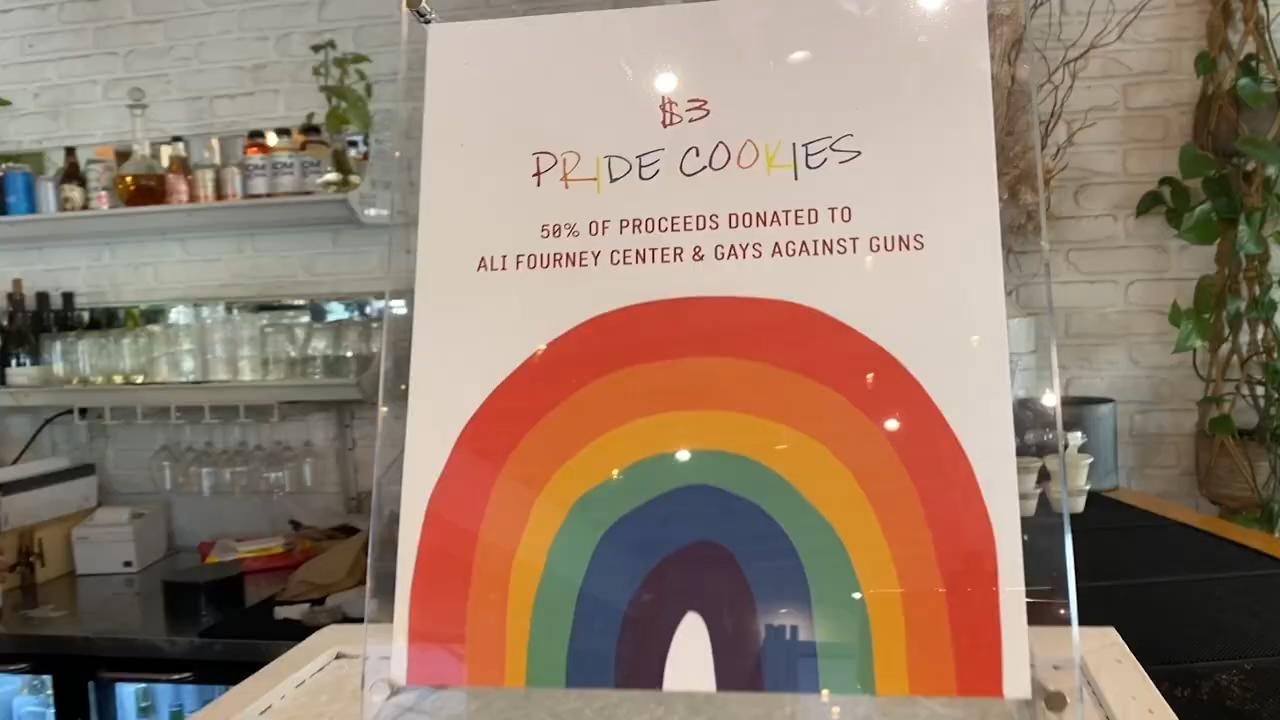 $3
PRIDE COOKIES
50% OF PROCEEDS DONATED TO
ALI FOURNEY CENTER & GAYS AGAINST GUNS